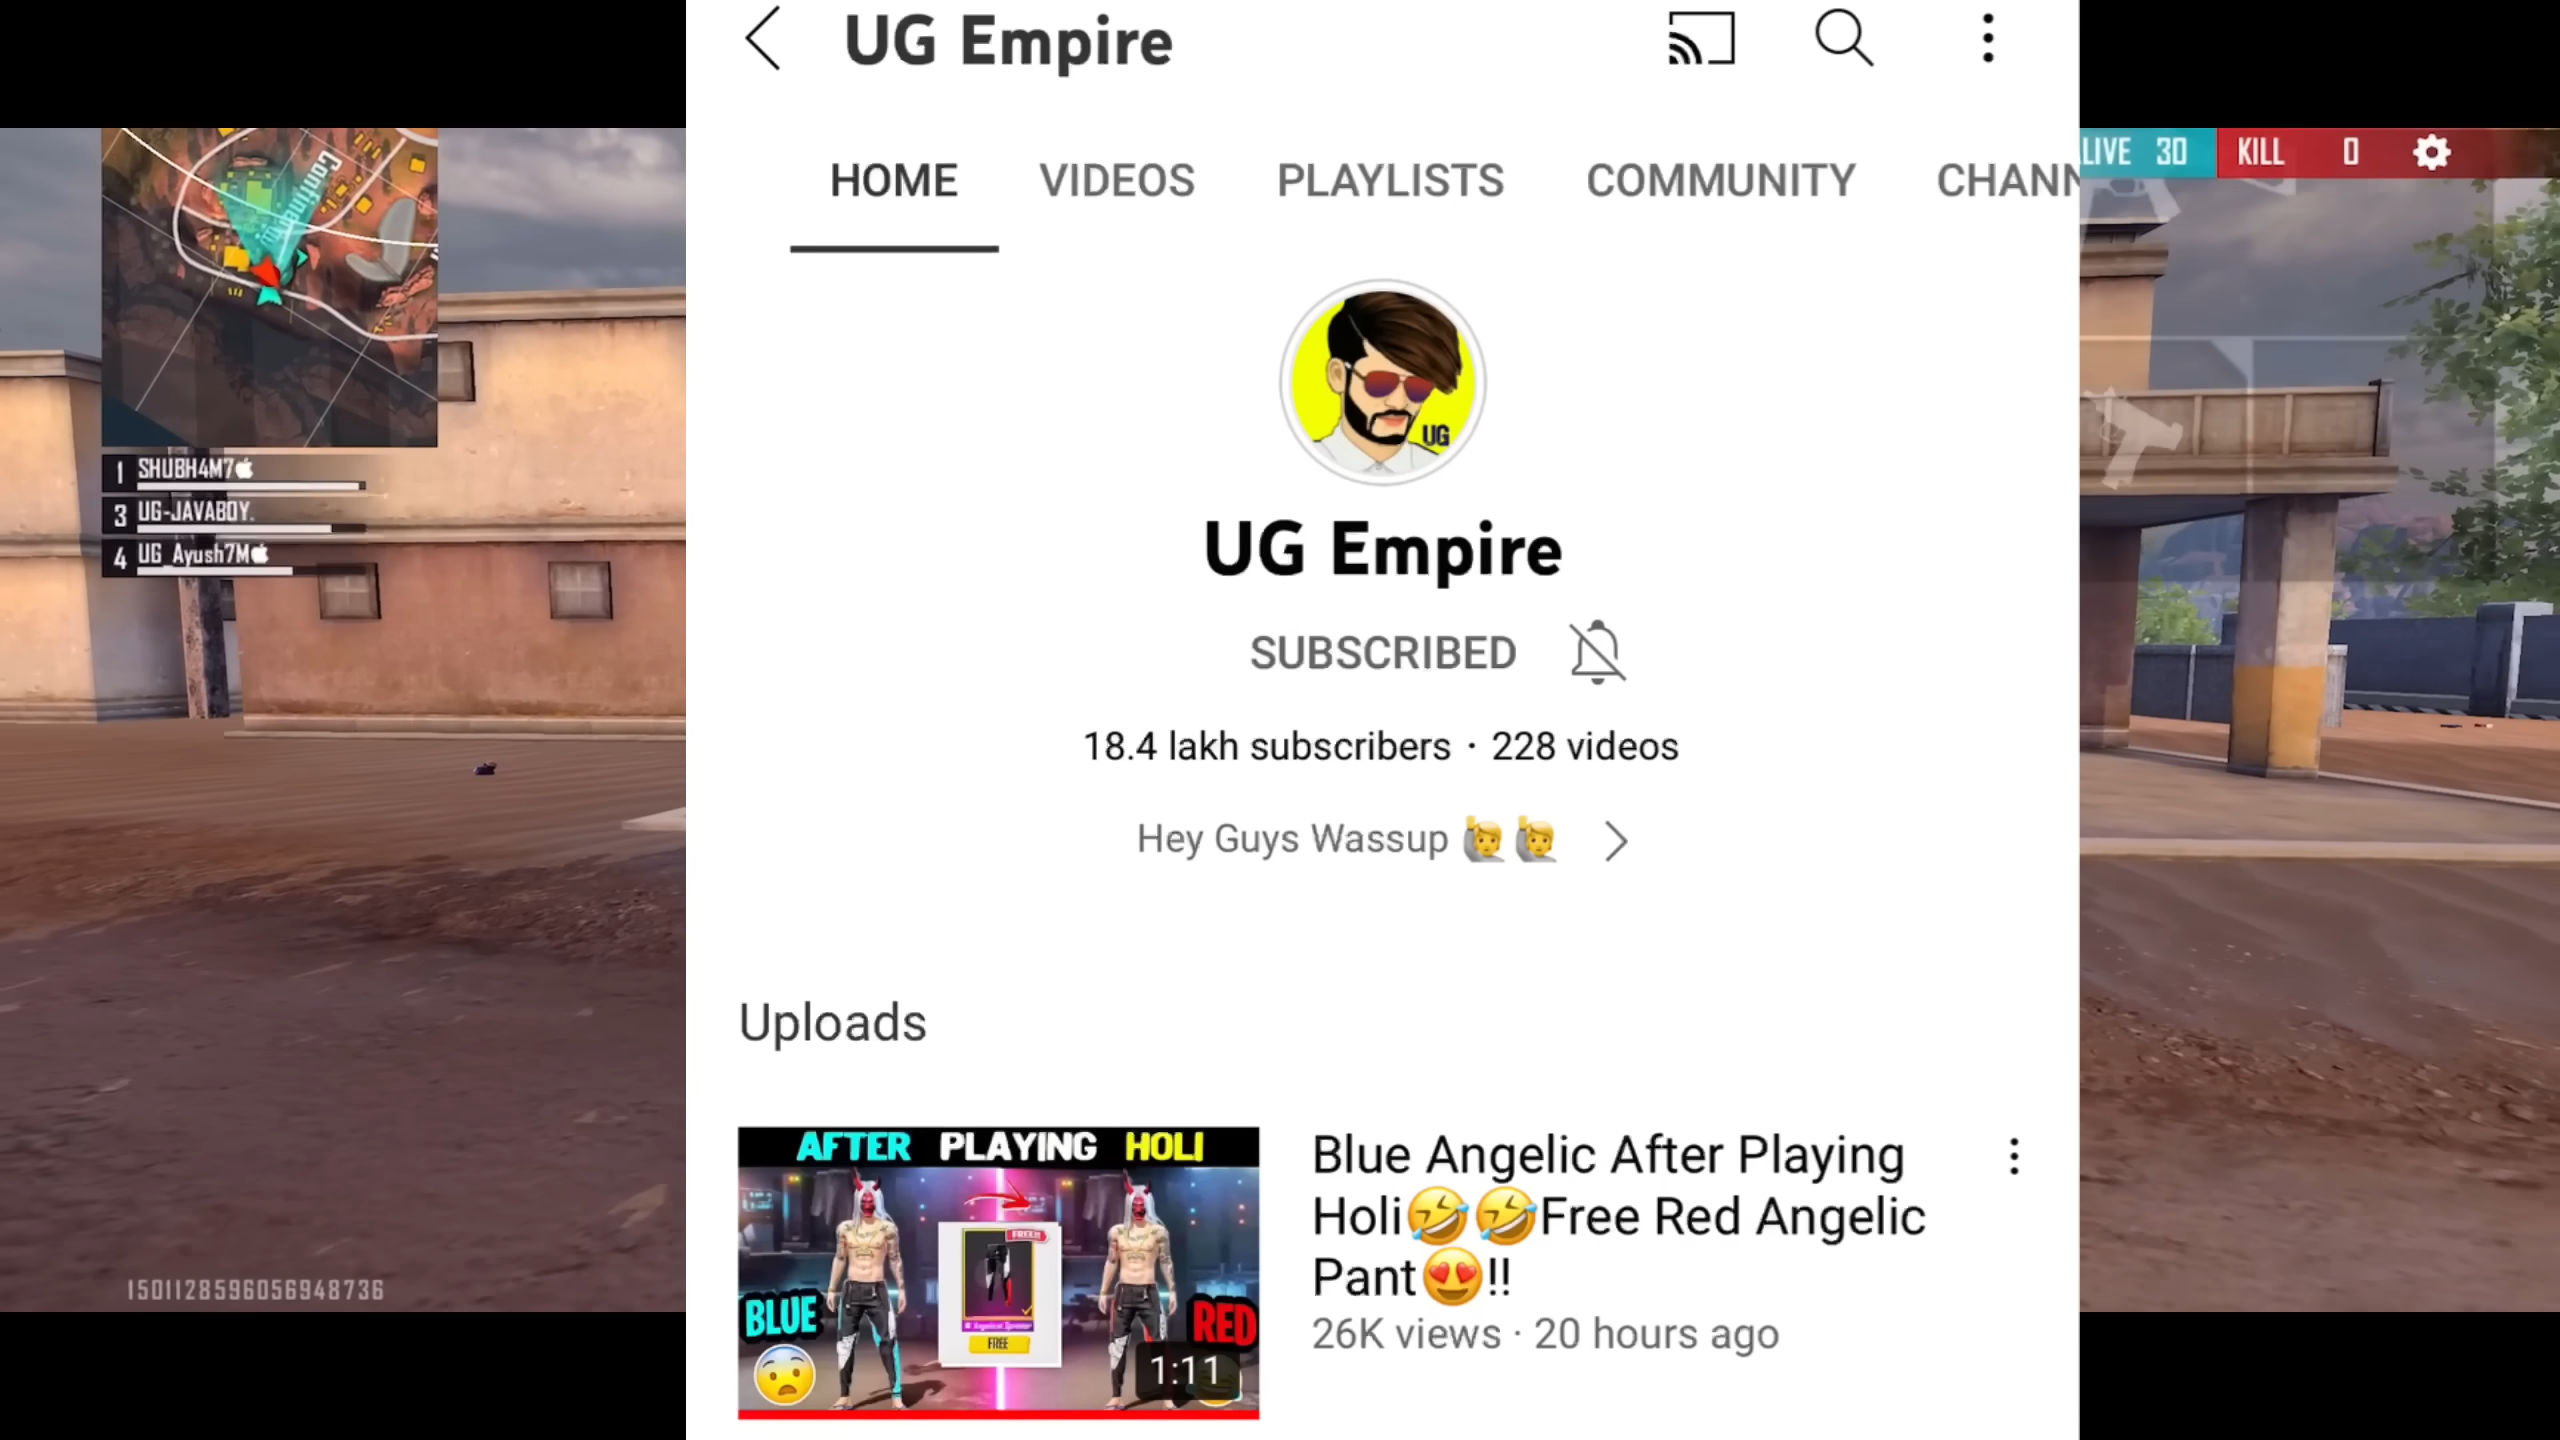 UG Empire
HOME VIDEOS PLAYLISTS COMMUNITY CHANN
LIVE 30 KILL 0
1 SHUBH4M7
3 UG-JAVABOY.
4 UG_Ayush7M
UG
UG Empire
SUBSCRIBED
18.4 lakh subscribers · 228 videos
Hey Guys Wassup 🙋 🙋
Uploads
AFTER PLAYING HOLI
FREE!!
FREE
BLUE
RED
1:11
Blue Angelic After Playing
Holi🤣🤣Free Red Angelic
Pant😍!!
26K views · 20 hours ago
1501128596056948736